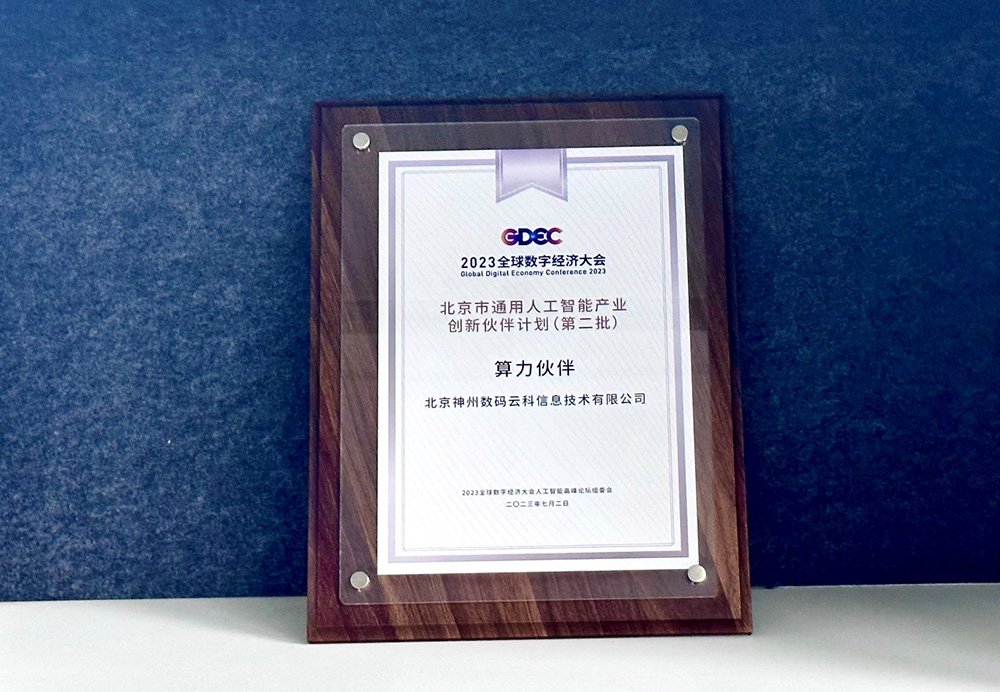 GDEC
2023全球数字经济大会
Global Digital Economy Conference 2023
北京市通用人工智能产业
创新伙伴计划(第二批)
算力伙伴
北京神州数码云科信息技术有限公司
2023全球数字经济大会人工智能高峰论坛组委会
二〇二三年七月二日